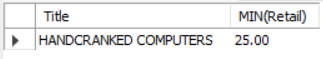 Title MIN(Retail)
HANDCRANKED COMPUTERS 25.00